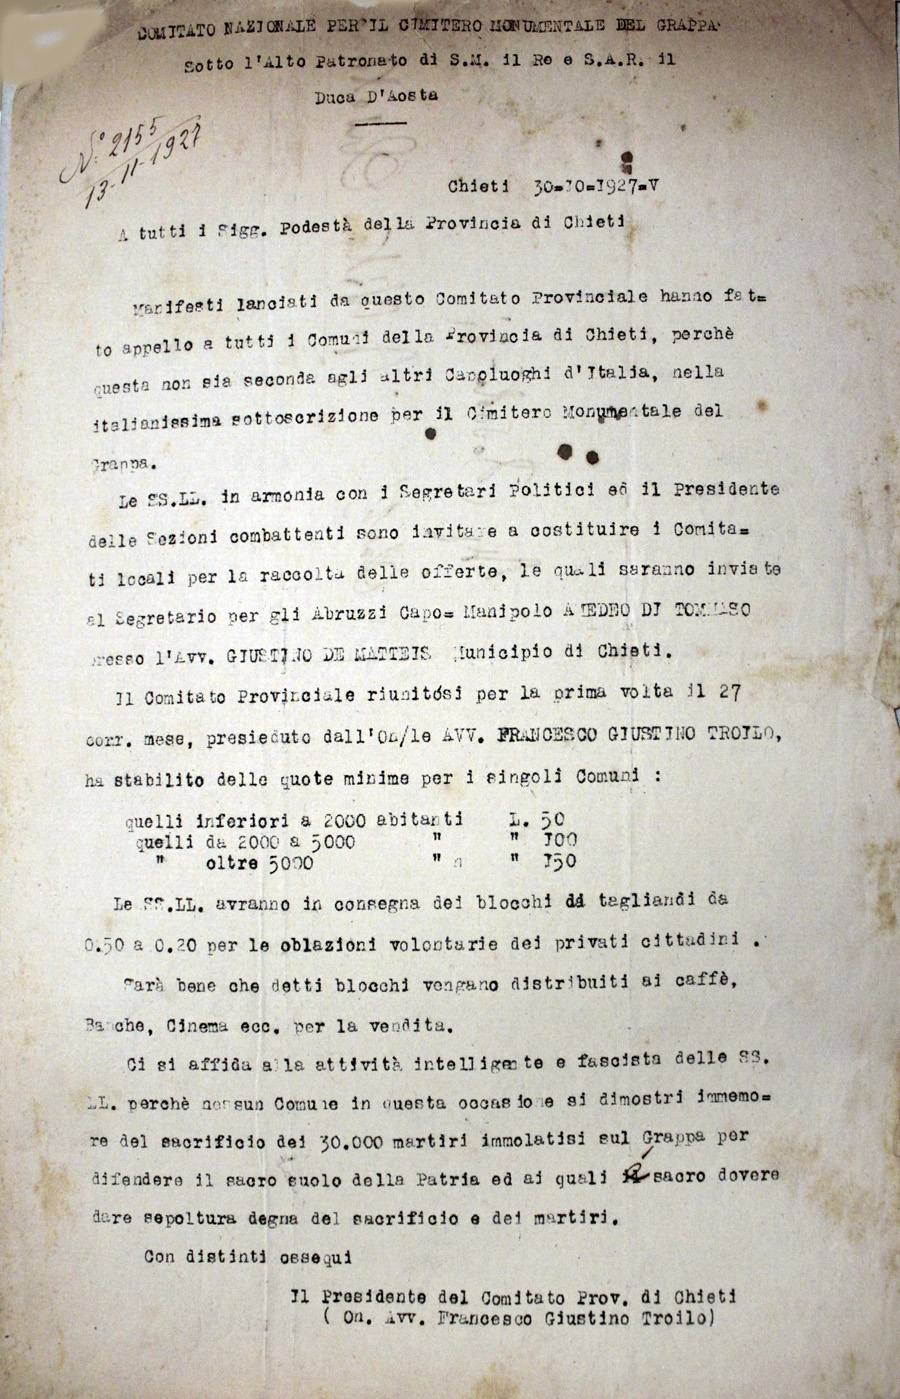 COMITATO NAZIONALE PER'IL CIMITERO MONUMENTALE DEL GRAPPA
Sotto l'Alto Patronato di S.M. il Re e S.A.R. il
Duca D'Aosta
N.° 2155
13-11-1927
Chieti 30=10=1927=V
A tutti i Sigg. Podestà della Provincia di Chieti
Manifesti lanciati da questo Comitato Provinciale hanno fat=
to appello a tutti i Comuni della Provincia di Chieti, perchè
questa non sia seconda agli altri Capoluoghi d'Italia, nella
italianissima sottoscrizione per il Cimitero Monumentale del
Grappa.
Le SS.LL. in armonia con i Segretari Politici ed il Presidente
delle Sezioni combattenti sono invitate a costituire i Comita=
ti locali per la raccolta delle offerte, le quali saranno inviate
al Segretario per gli Abruzzi Capo= Manipolo AMEDEO DI TOMMASO
presso l'Avv. GIUSTINO DE MATTEIS Municipio di Chieti.
Il Comitato Provinciale riunitosi per la prima volta il 27
corr. mese, presieduto dall'On/le AVV. FRANCESCO GIUSTINO TROILO,
ha stabilito delle quote minime per i singoli Comuni :
quelli inferiori a 2000 abitanti L. 50
quelli da 2000 a 5000 " " 100
" oltre 5000 " " " 150
Le SS.LL. avranno in consegna dei blocchi di tagliandi da
0.50 a 0.20 per le oblazioni volontarie dei privati cittadini .
Sarà bene che detti blocchi vengano distribuiti ai caffè,
Banche, Cinema ecc. per la vendita.
Ci si affida alla attività intelligente e fascista delle SS.
LL. perchè nessun Comune in questa occasione si dimostri immemo=
re del sacrificio dei 30.000 martiri immolatisi sul Grappa per
difendere il sacro suolo della Patria ed ai quali è sacro dovere
dare sepoltura degna del sacrificio e dei martiri.
Con distinti ossequi
Il Presidente del Comitato Prov. di Chieti
( On. Avv. Francesco Giustino Troilo)